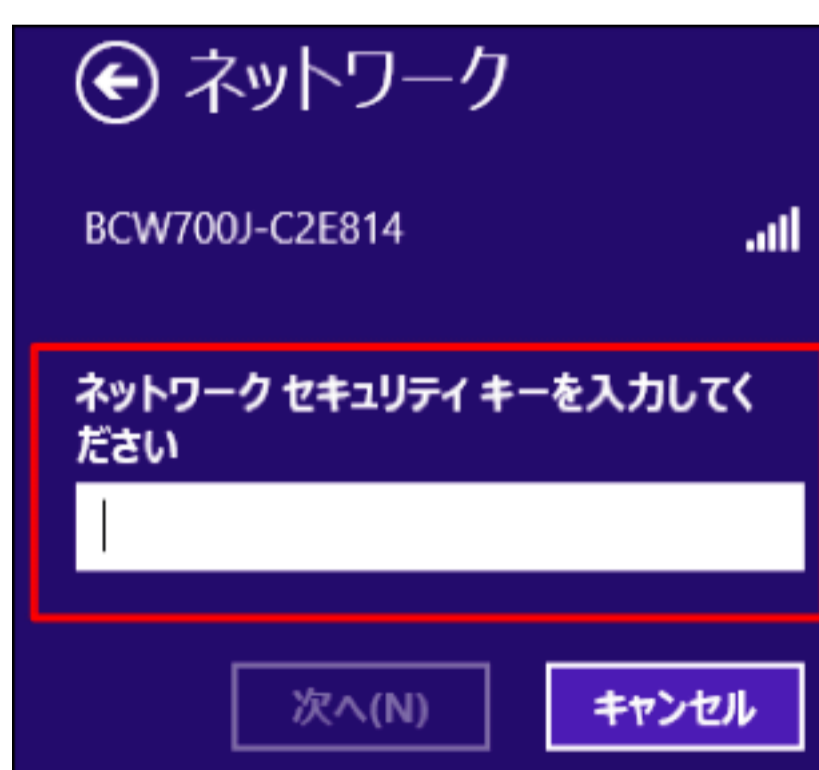 ネットワーク
BCW700J-C2E814
ネットワーク セキュリティ キーを入力してく
ださい
次へ(N)
キャンセル